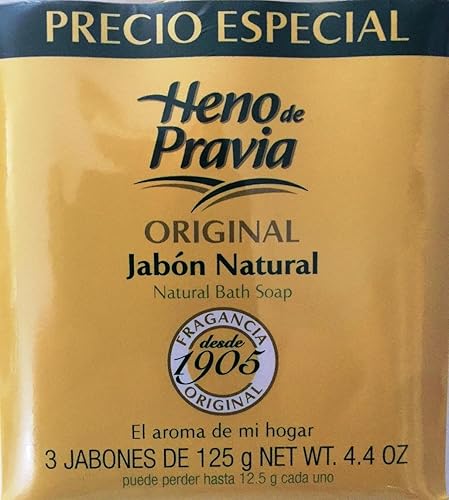 PRECIO ESPECIAL
Heno de
Pravia
ORIGINAL
Jabón Natural
Natural Bath Soap
FRAGANCIA
desde
1905
ORIGINAL
El aroma de mi hogar
3 JABONES DE 125 g NET WT. 4.4 OZ
puede perder hasta 12.5 g cada uno